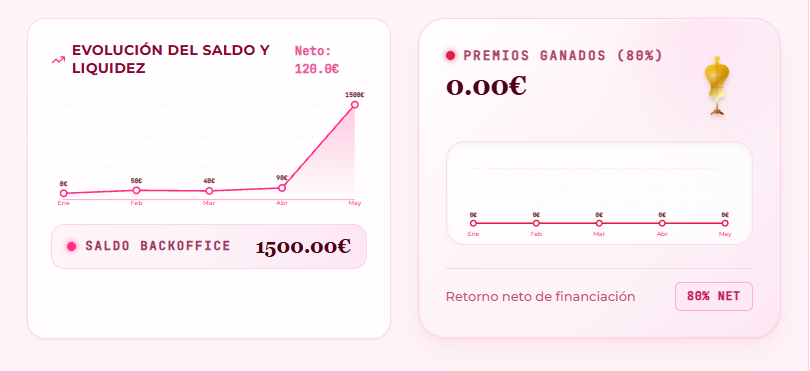 EVOLUCIÓN DEL SALDO Y
LIQUIDEZ
Neto:
120.0€
1500€
0€
50€
40€
90€
Ene
Feb
Mar
Abr
May
SALDO BACKOFFICE
1500.00€
PREMIOS GANADOS (80%)
0.00€
0€
0€
0€
0€
0€
Ene
Feb
Mar
Abr
May
Retorno neto de financiación
80% NET